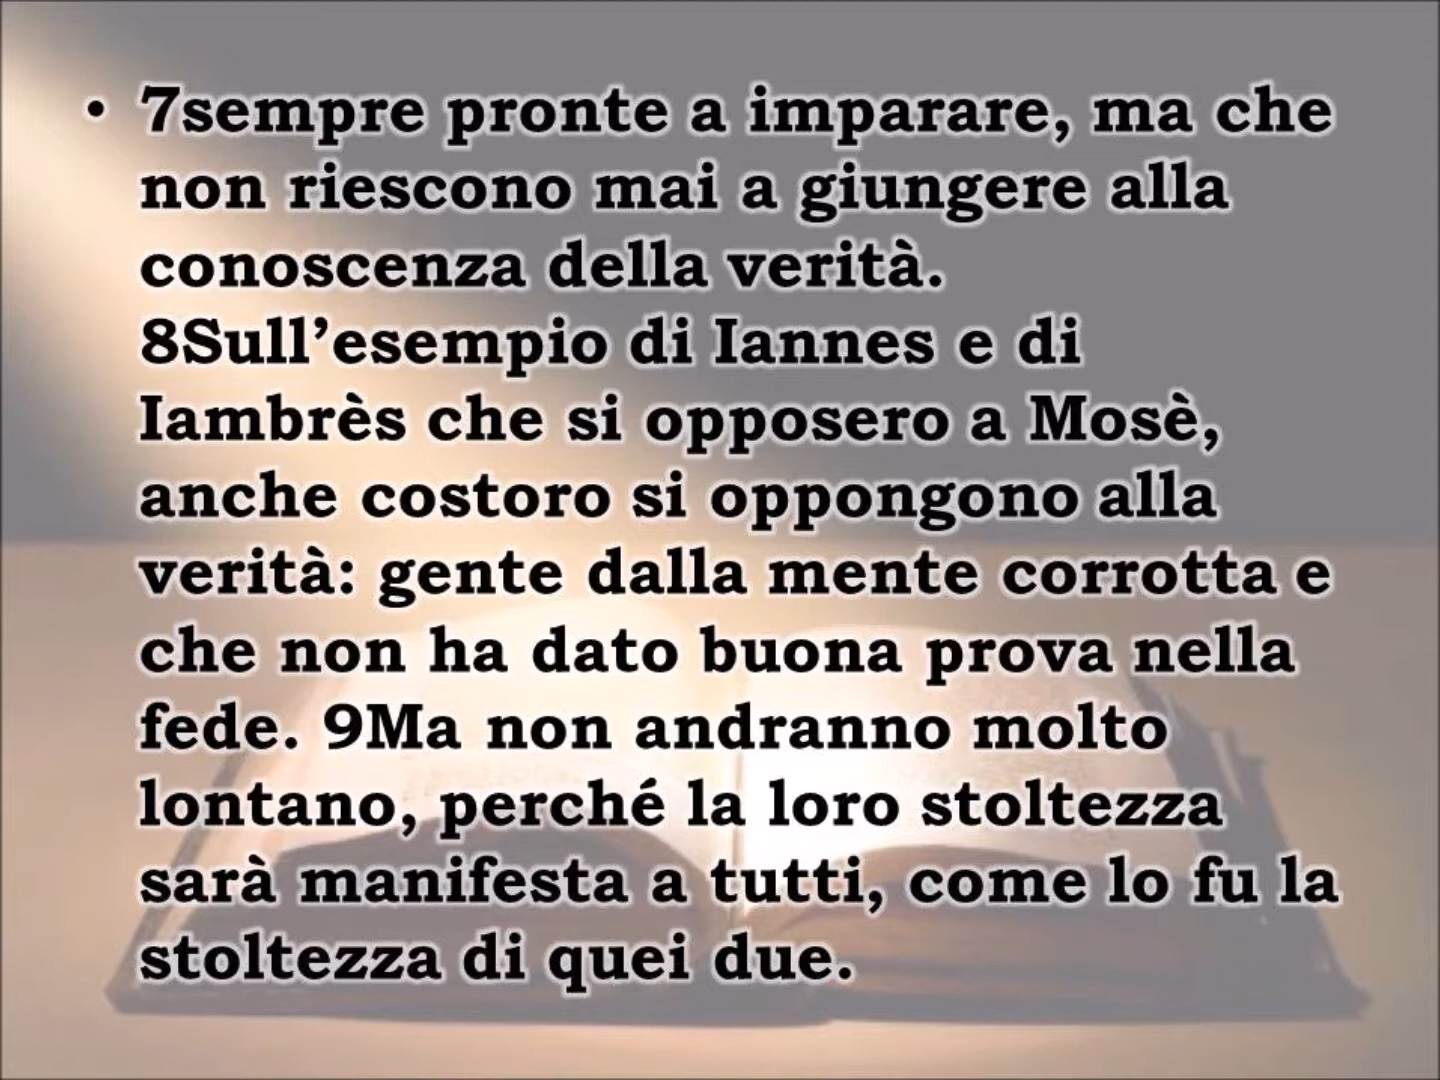 • 7sempre pronte a imparare, ma che
non riescono mai a giungere alla
conoscenza della verità.
8Sull’esempio di Iannes e di
Iambrès che si opposero a Mosè,
anche costoro si oppongono alla
verità: gente dalla mente corrotta e
che non ha dato buona prova nella
fede. 9Ma non andranno molto
lontano, perché la loro stoltezza
sarà manifesta a tutti, come lo fu la
stoltezza di quei due.